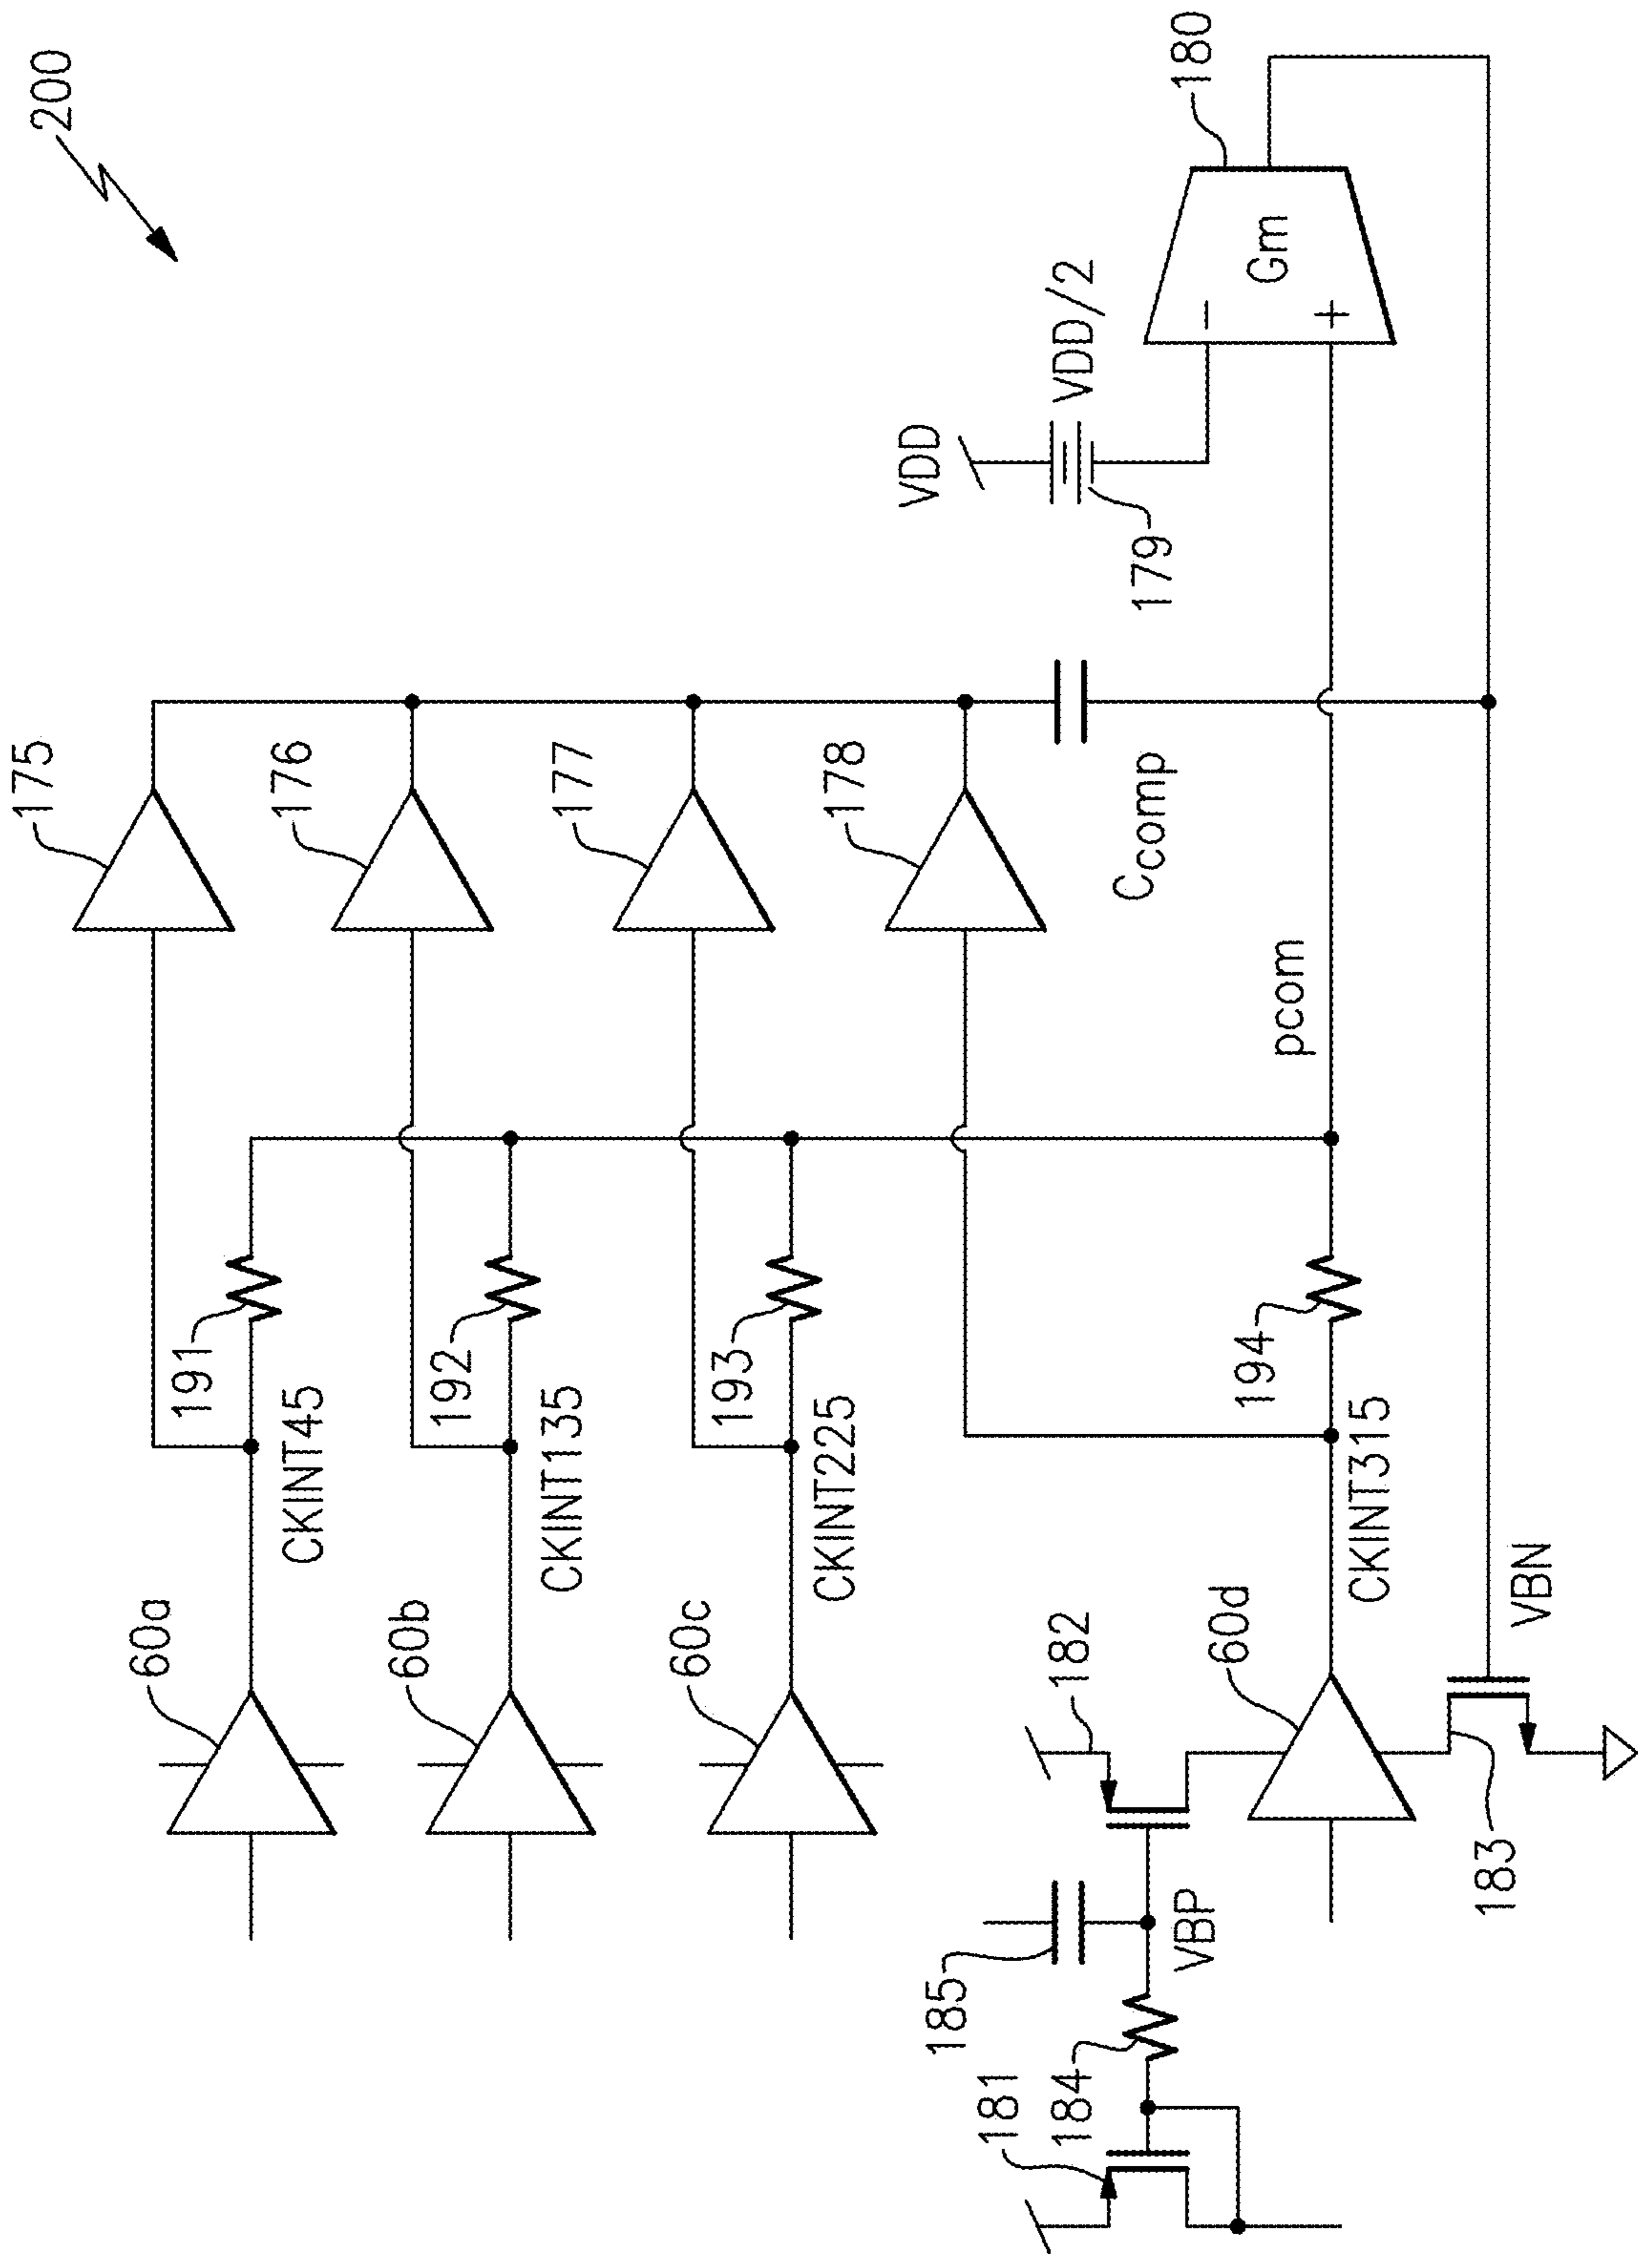 200
175
176
177
178
180
VDD
VDD/2
179
Gm
−
+
Ccomp
pcom
191
CKINT45
192
CKINT135
193
CKINT225
194
CKINT315
60a
60b
60c
60d
182
VBN
183
VBP
185
184
181